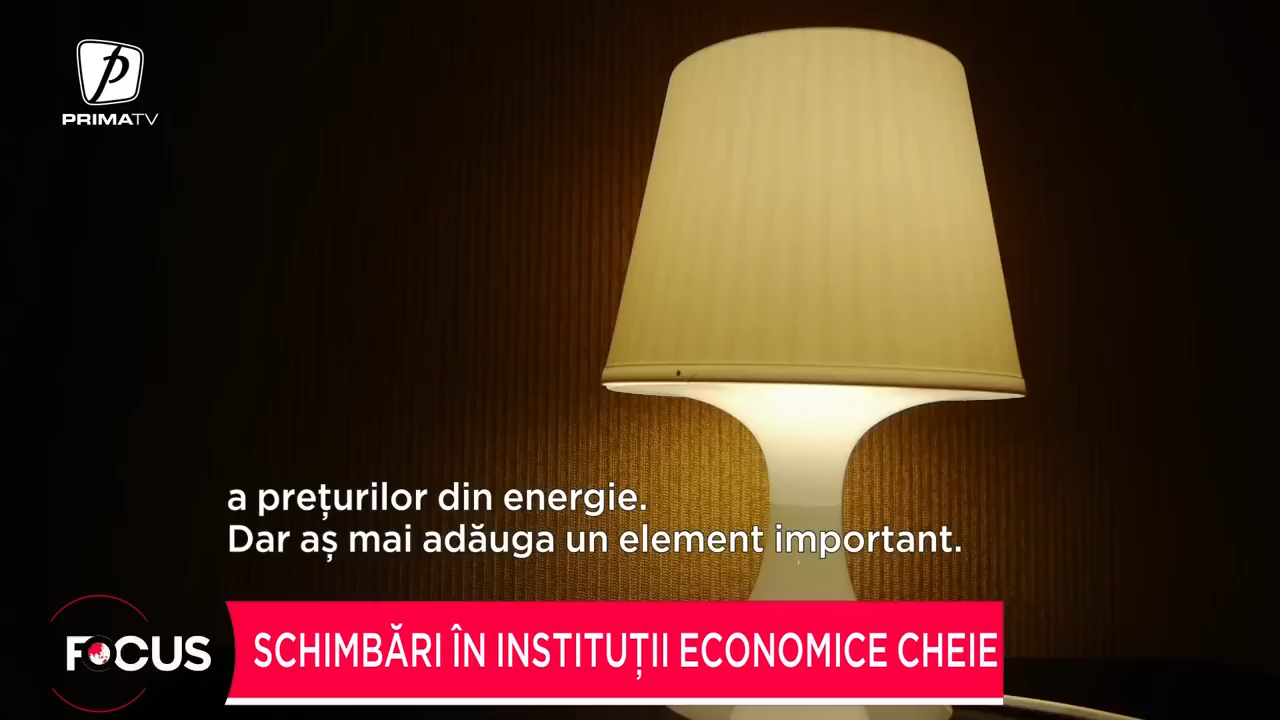 PRIMATV
a prețurilor din energie.
Dar aș mai adăuga un element important.
FOCUS
SCHIMBĂRI ÎN INSTITUȚII ECONOMICE CHEIE